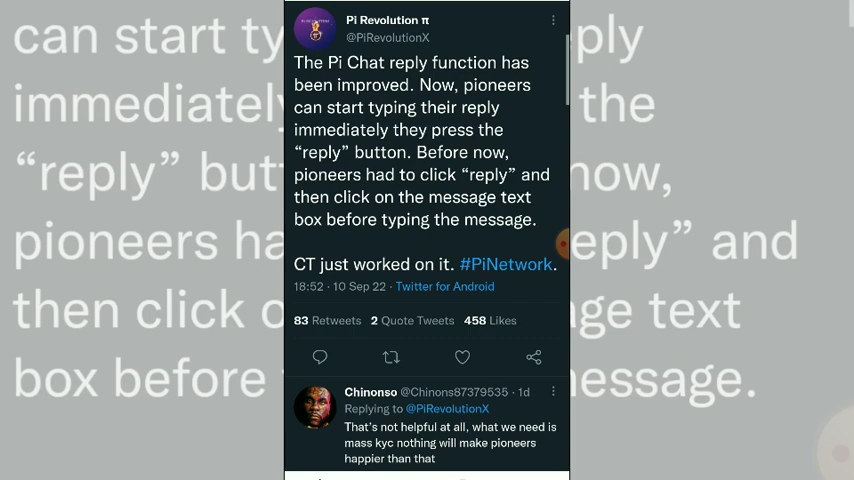 Pi Revolution π
@PiRevolutionX
The Pi Chat reply function has
been improved. Now, pioneers
can start typing their reply
immediately they press the
“reply” button. Before now,
pioneers had to click “reply” and
then click on the message text
box before typing the message.
CT just worked on it. #PiNetwork.
18:52 · 10 Sep 22 · Twitter for Android
83 Retweets 2 Quote Tweets 458 Likes
Chinonso @Chinons87379535 · 1d
Replying to @PiRevolutionX
That's not helpful at all, what we need is
mass kyc nothing will make pioneers
happier than that
can start ty ply
immediately the
“reply” but now,
pioneers ha eply” and
then click o ge text
box before essage.